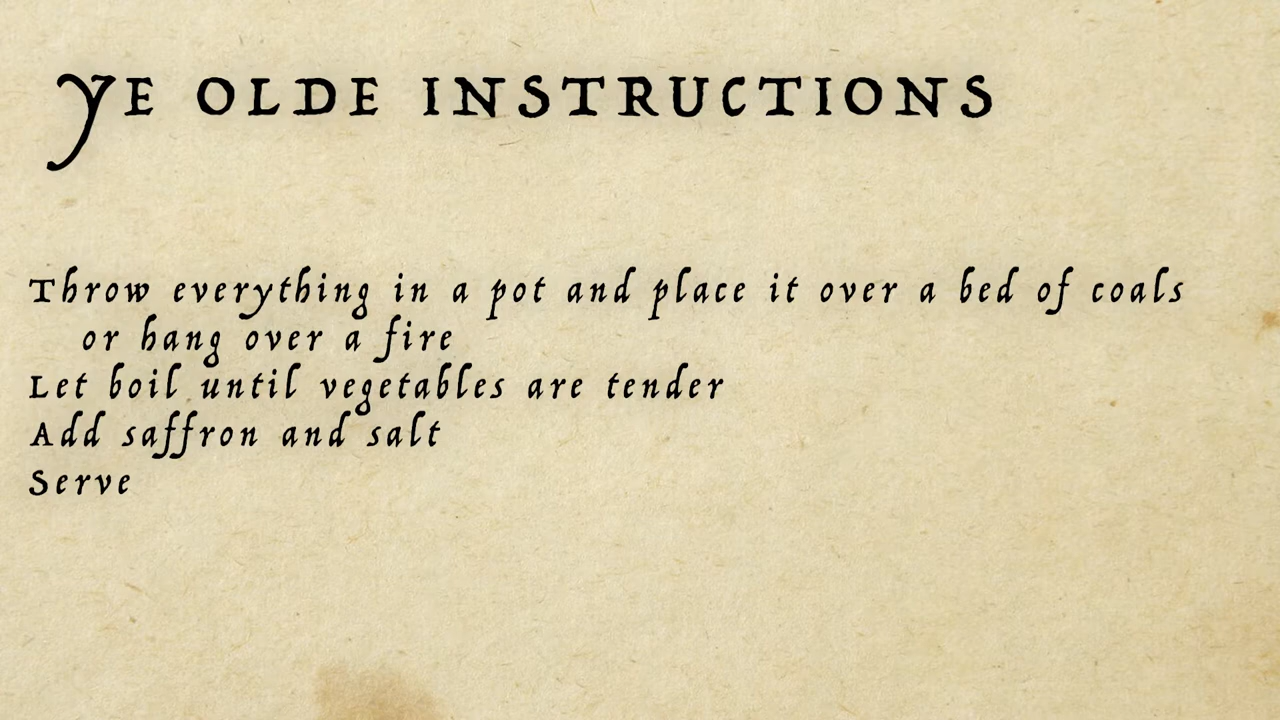 YE OLDE INSTRUCTIONS
Throw everything in a pot and place it over a bed of coals
or hang over a fire
Let boil until vegetables are tender
Add saffron and salt
Serve